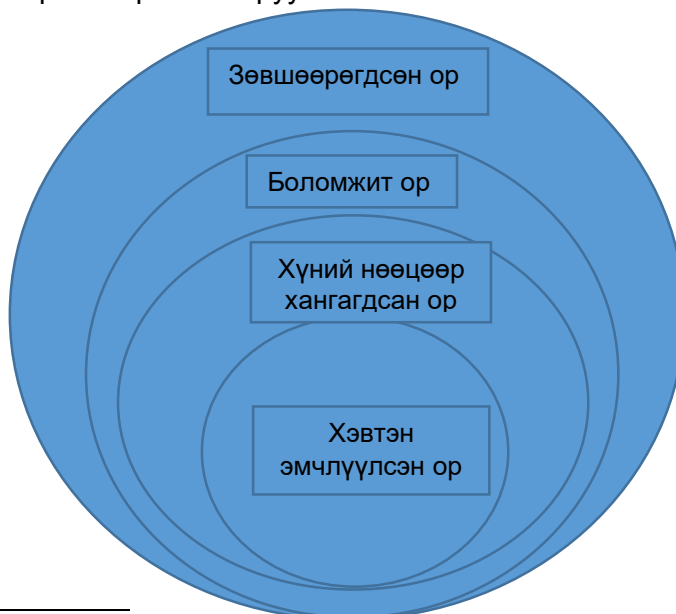 Зөвшөөрөгдсөн ор
Боломжит ор
Хүний нөөцөөр
хангагдсан ор
Хэвтэн
эмчлүүлсэн ор